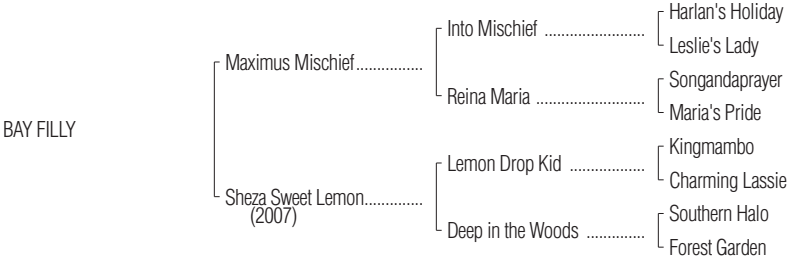 Harlan's Holiday
Into Mischief ........................
Leslie's Lady
Maximus Mischief................
Songandaprayer
Reina Maria ..........................
Maria's Pride
BAY FILLY
Kingmambo
Lemon Drop Kid ..................
Charming Lassie
Sheza Sweet Lemon..............
(2007)
Southern Halo
Deep in the Woods ..............
Forest Garden